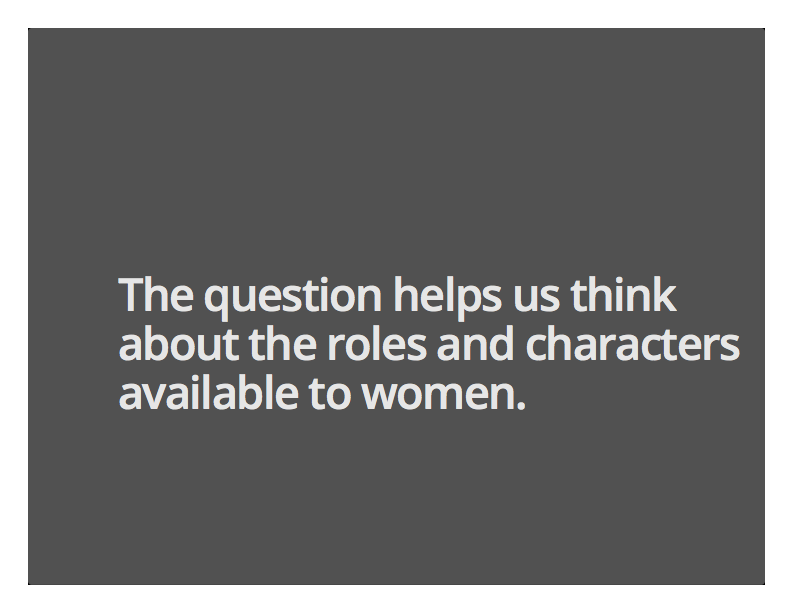 The question helps us think
about the roles and characters
available to women.